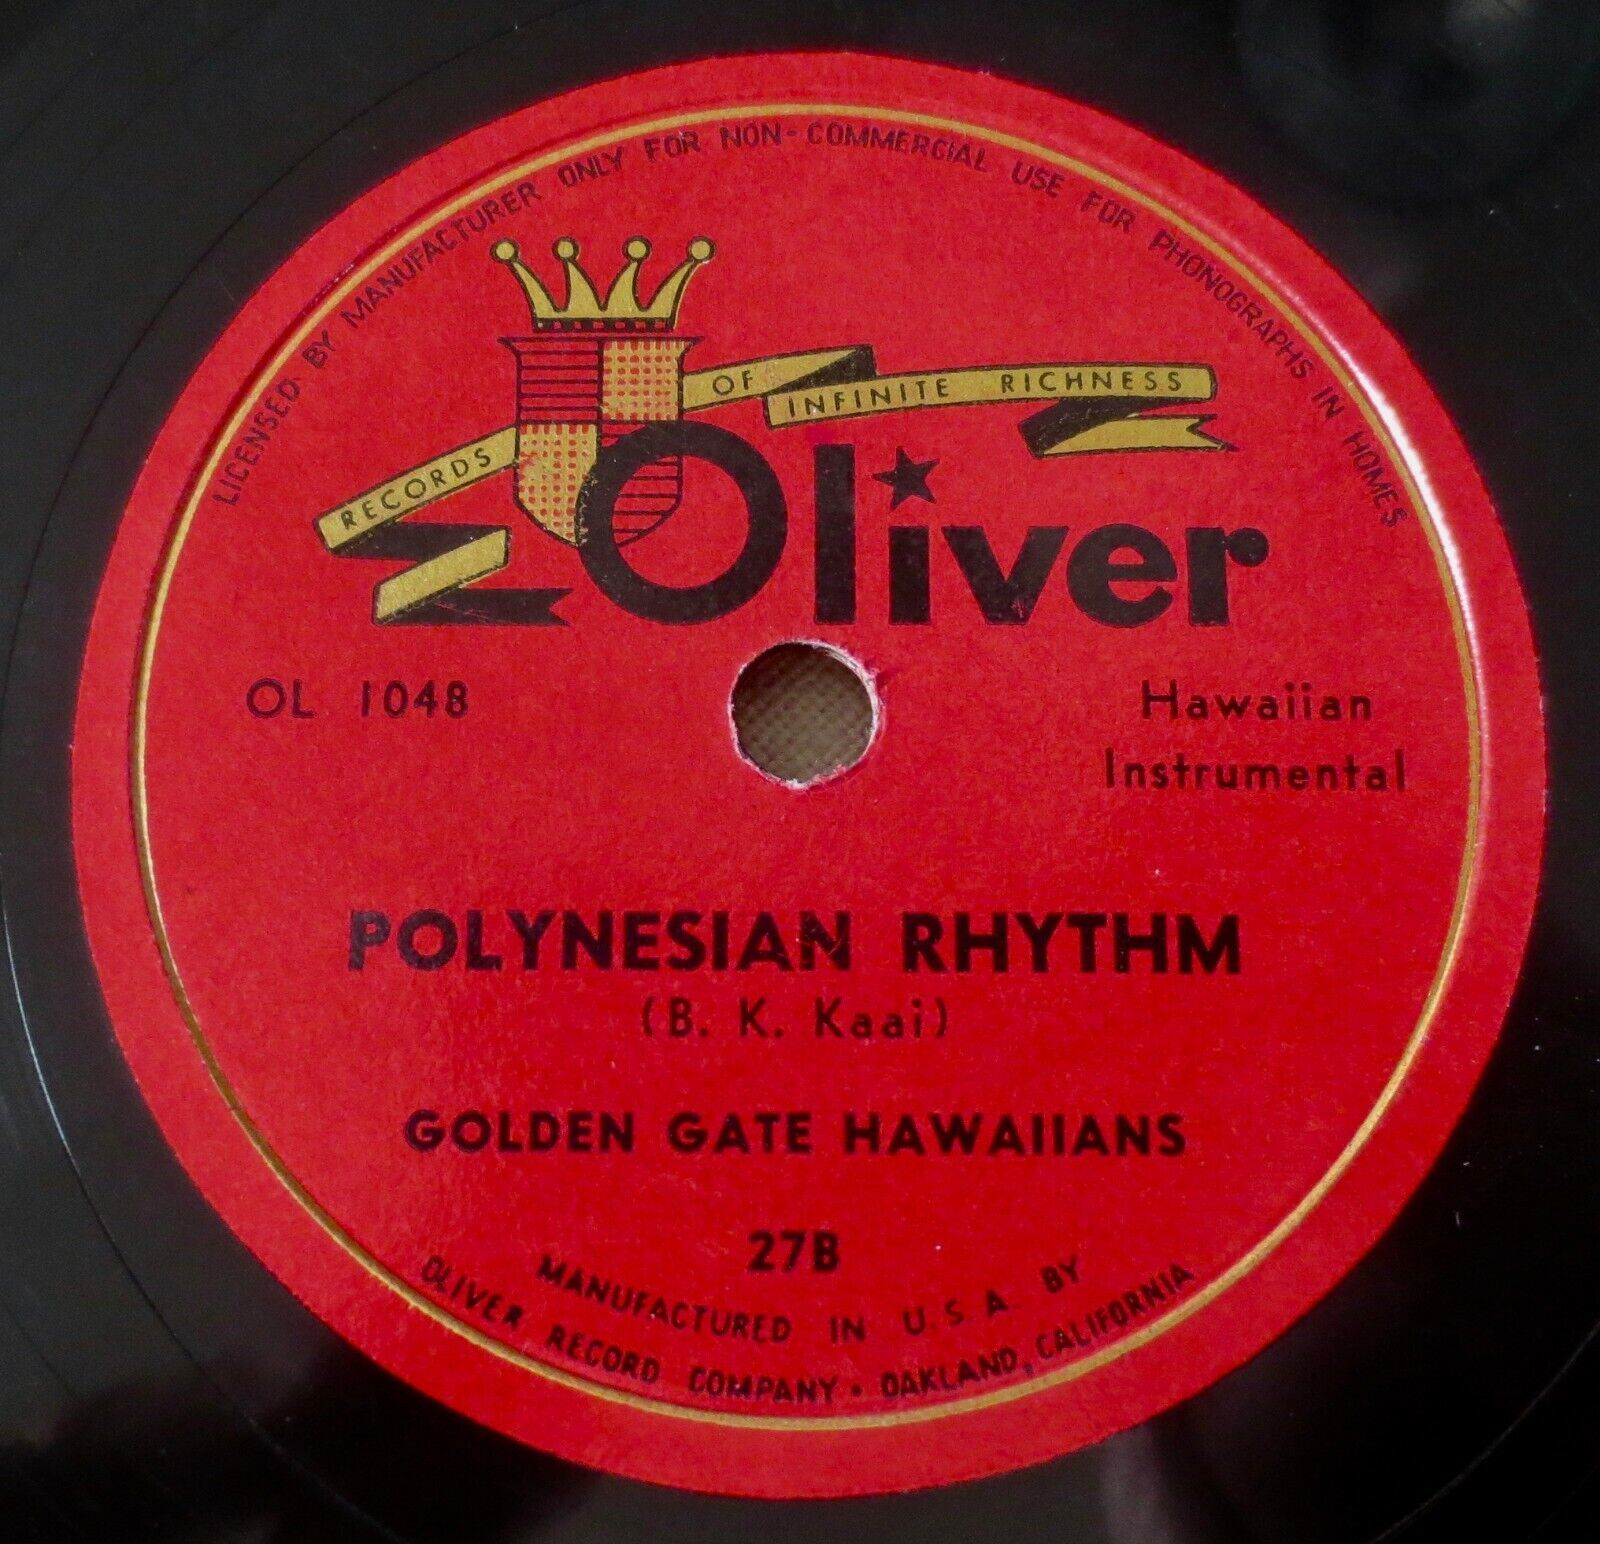 LICENSED BY MANUFACTURER ONLY FOR NON-COMMERCIAL USE FOR PHONOGRAPHS IN HOMES
RECORDS OF INFINITE RICHNESS
Oliver
OL 1048
Hawaiian
Instrumental
POLYNESIAN RHYTHM
(B. K. Kaai)
GOLDEN GATE HAWAIIANS
27B
MANUFACTURED IN U.S.A. BY
OLIVER RECORD COMPANY • OAKLAND, CALIFORNIA